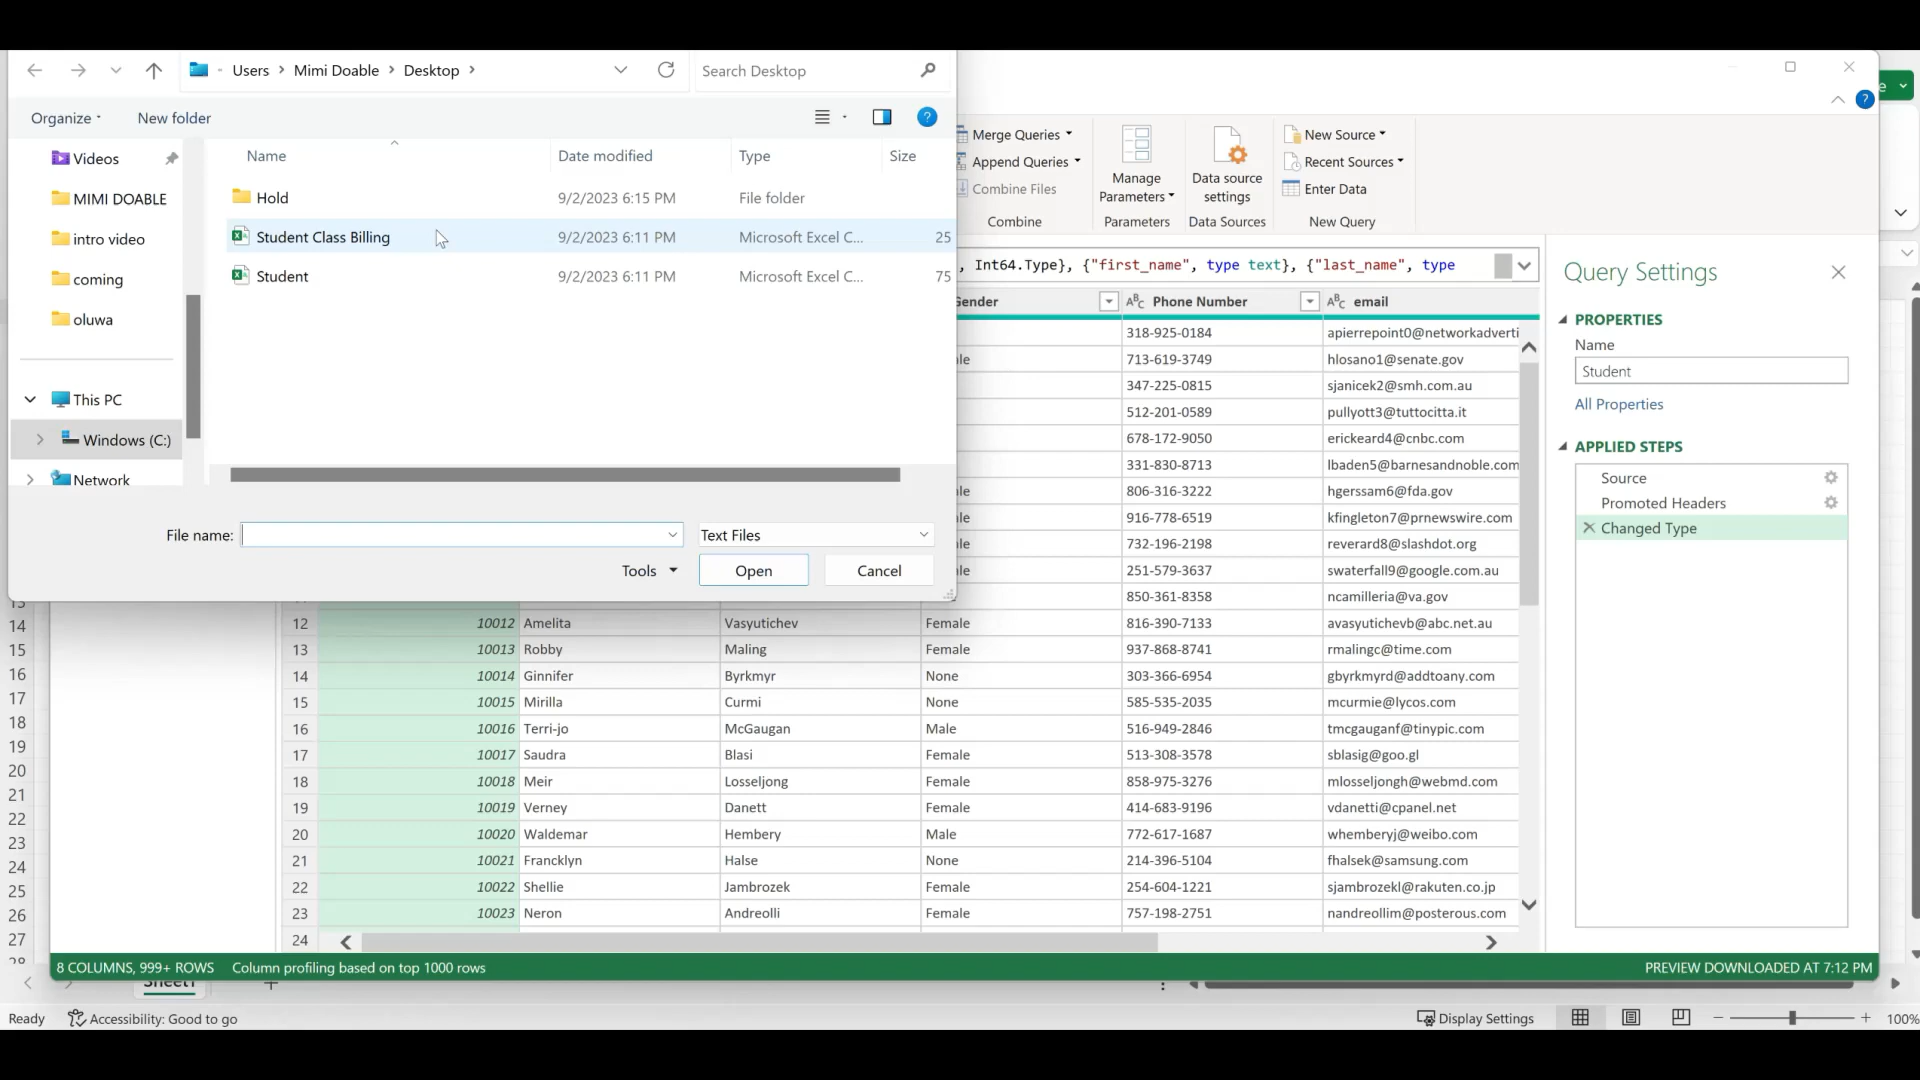 Users > Mimi Doable > Desktop >
Search Desktop
Organize
New folder
Name
Date modified
Type
Size
Videos
MIMI DOABLE
intro video
coming
oluwa
This PC
Windows (C:)
Network
Hold 9/2/2023 6:15 PM File folder
Student Class Billing 9/2/2023 6:11 PM Microsoft Excel C... 25
Student 9/2/2023 6:11 PM Microsoft Excel C... 75
File name:
Text Files
Tools
Open
Cancel
Merge Queries
Append Queries
Combine Files
Combine
Manage
Parameters
Parameters
Data source
settings
Data Sources
New Source
Recent Sources
Enter Data
New Query
, Int64.Type}, {"first_name", type text}, {"last_name", type
Gender ABC Phone Number ABC email
318-925-0184 apierrepoint0@networkadverti
le 713-619-3749 hlosano1@senate.gov
347-225-0815 sjanicek2@smh.com.au
512-201-0589 pullyott3@tuttocitta.it
678-172-9050 erickeard4@cnbc.com
331-830-8713 lbaden5@barnesandnoble.com
le 806-316-3222 hgerssam6@fda.gov
le 916-778-6519 kfington7@prnewswire.com
le 732-196-2198 reverard8@slashdot.org
le 251-579-3637 swaterfall9@google.com.au
850-361-8358 ncamilleria@va.gov
12 10012 Amelita Vasyutichev Female 816-390-7133 avasyutichevb@abc.net.au
13 10013 Robby Maling Female 937-868-8741 rmalingc@time.com
14 10014 Ginnifer Byrkmyr None 303-366-6954 gbyrkmyrd@addtoany.com
15 10015 Mirilla Curmi None 585-535-2035 mcurmie@lycos.com
16 10016 Terri-jo McGaugan Male 516-949-2846 tmcgauganf@tinypic.com
17 10017 Saudra Blasi Female 513-308-3578 sblasig@goo.gl
18 10018 Meir Losseljong Female 858-975-3276 mlosseljongh@webmd.com
19 10019 Verney Danett Female 414-683-9196 vdanetti@cpanel.net
20 10020 Waldemar Hembery Male 772-617-1687 whemberyj@weibo.com
21 10021 Francklyn Halse None 214-396-5104 fhalsek@samsung.com
22 10022 Shellie Jambrozek Female 254-604-1221 sjambrozekl@rakuten.co.jp
23 10023 Neron Andreolli Female 757-198-2751 nandreollim@posterous.com
24
Query Settings
PROPERTIES
Name
Student
All Properties
APPLIED STEPS
Source
Promoted Headers
Changed Type
13
14
15
16
17
18
19
20
21
22
23
24
25
26
27
28
8 COLUMNS, 999+ ROWS Column profiling based on top 1000 rows
PREVIEW DOWNLOADED AT 7:12 PM
Sheet1
Ready
Accessibility: Good to go
Display Settings
100%